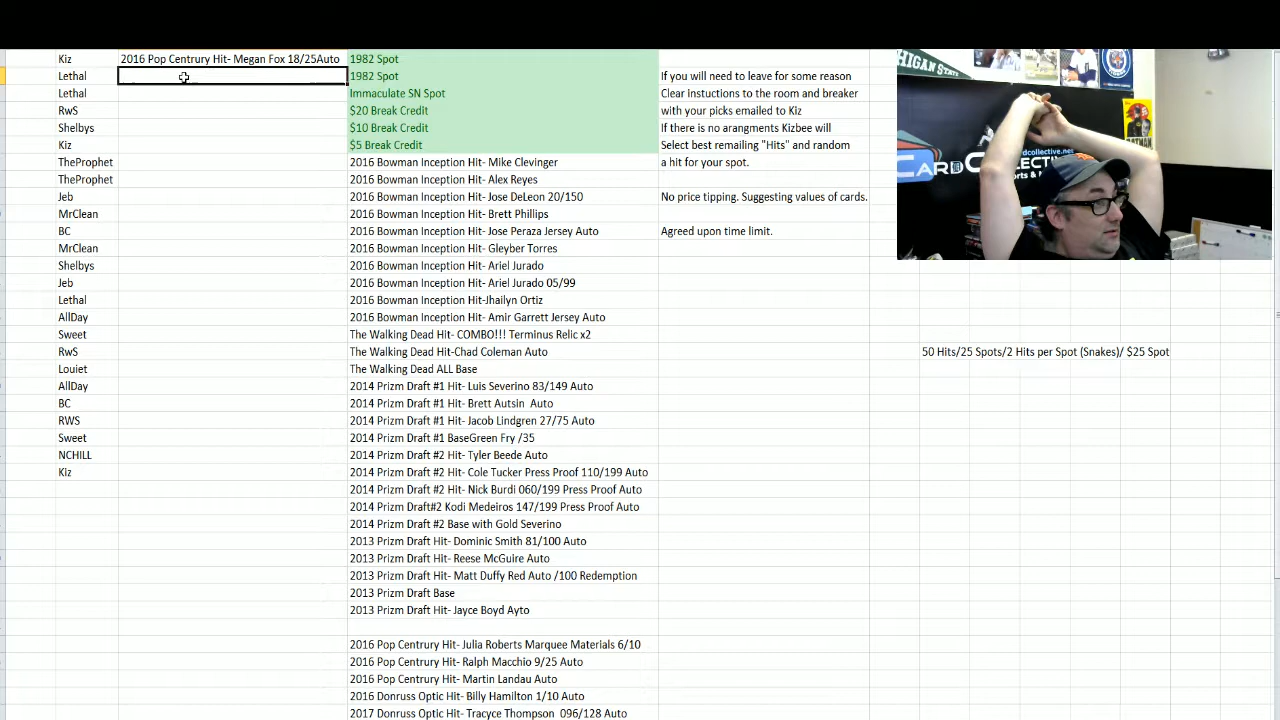 Kiz 2016 Pop Centrury Hit- Megan Fox 18/25Auto 1982 Spot
Lethal 1982 Spot If you will need to leave for some reason
Lethal Immaculate SN Spot Clear instuctions to the room and breaker
RwS $20 Break Credit with your picks emailed to Kiz
Shelbys $10 Break Credit If there is no arangments Kizbee will
Kiz $5 Break Credit Select best remailing "Hits" and random
TheProphet 2016 Bowman Inception Hit- Mike Clevinger a hit for your spot.
TheProphet 2016 Bowman Inception Hit- Alex Reyes
Jeb 2016 Bowman Inception Hit- Jose DeLeon 20/150 No price tipping. Suggesting values of cards.
MrClean 2016 Bowman Inception Hit- Brett Phillips
BC 2016 Bowman Inception Hit- Jose Peraza Jersey Auto Agreed upon time limit.
MrClean 2016 Bowman Inception Hit- Gleyber Torres
Shelbys 2016 Bowman Inception Hit- Ariel Jurado
Jeb 2016 Bowman Inception Hit- Ariel Jurado 05/99
Lethal 2016 Bowman Inception Hit-Jhailyn Ortiz
AllDay 2016 Bowman Inception Hit- Amir Garrett Jersey Auto
Sweet The Walking Dead Hit- COMBO!!! Terminus Relic x2
RwS The Walking Dead Hit-Chad Coleman Auto 50 Hits/25 Spots/2 Hits per Spot (Snakes)/ $25 Spot
Louiet The Walking Dead ALL Base
AllDay 2014 Prizm Draft #1 Hit- Luis Severino 83/149 Auto
BC 2014 Prizm Draft #1 Hit- Brett Autsin Auto
RWS 2014 Prizm Draft #1 Hit- Jacob Lindgren 27/75 Auto
Sweet 2014 Prizm Draft #1 BaseGreen Fry /35
NCHILL 2014 Prizm Draft #2 Hit- Tyler Beede Auto
Kiz 2014 Prizm Draft #2 Hit- Cole Tucker Press Proof 110/199 Auto
2014 Prizm Draft #2 Hit- Nick Burdi 060/199 Press Proof Auto
2014 Prizm Draft#2 Kodi Medeiros 147/199 Press Proof Auto
2014 Prizm Draft #2 Base with Gold Severino
2013 Prizm Draft Hit- Dominic Smith 81/100 Auto
2013 Prizm Draft Hit- Reese McGuire Auto
2013 Prizm Draft Hit- Matt Duffy Red Auto /100 Redemption
2013 Prizm Draft Base
2013 Prizm Draft Hit- Jayce Boyd Ayto
2016 Pop Centrury Hit- Julia Roberts Marquee Materials 6/10
2016 Pop Centrury Hit- Ralph Macchio 9/25 Auto
2016 Pop Centrury Hit- Martin Landau Auto
2016 Donruss Optic Hit- Billy Hamilton 1/10 Auto
2017 Donruss Optic Hit- Tracyce Thompson 096/128 Auto
STATE
dcollective.net
CARD C LLECTIVE